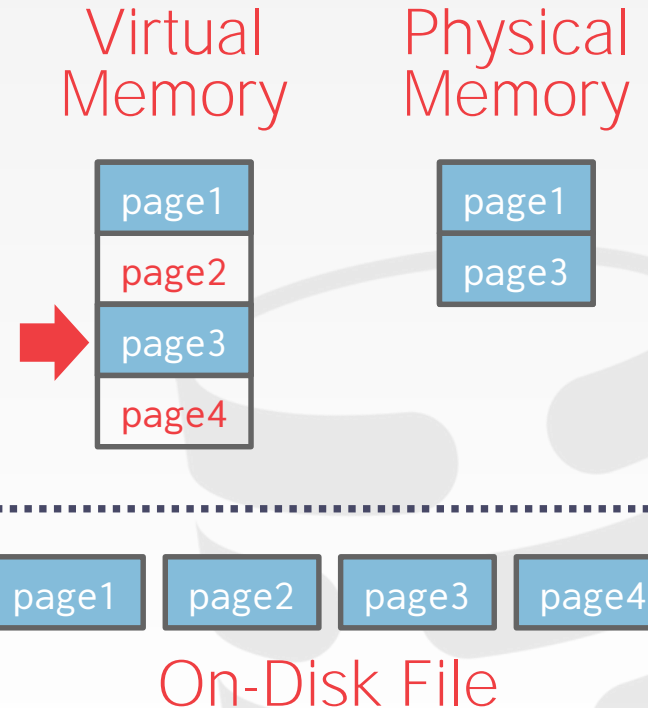 Virtual
Memory
Physical
Memory
page1
page2
page3
page4
page1
page3
page1 page2 page3 page4
On-Disk File